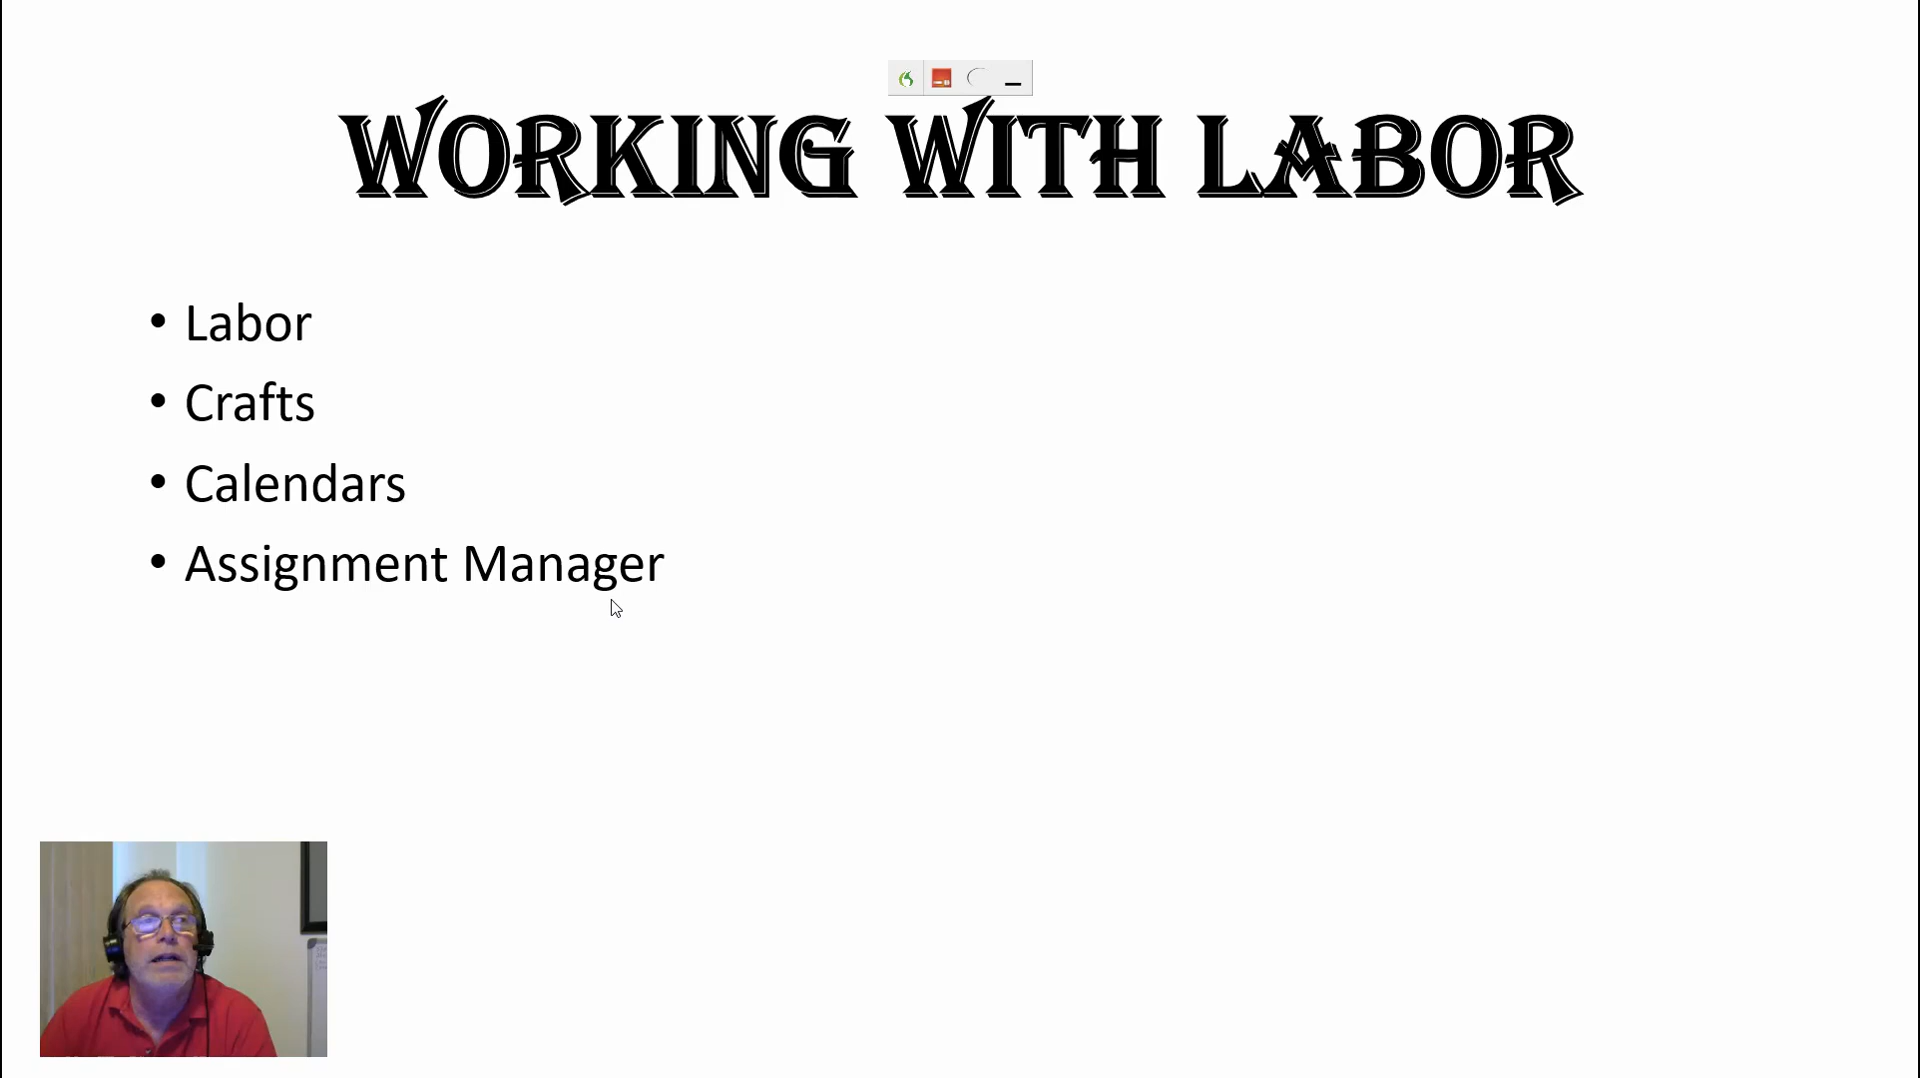 WORKING WITH LABOR
• Labor
• Crafts
• Calendars
• Assignment Manager